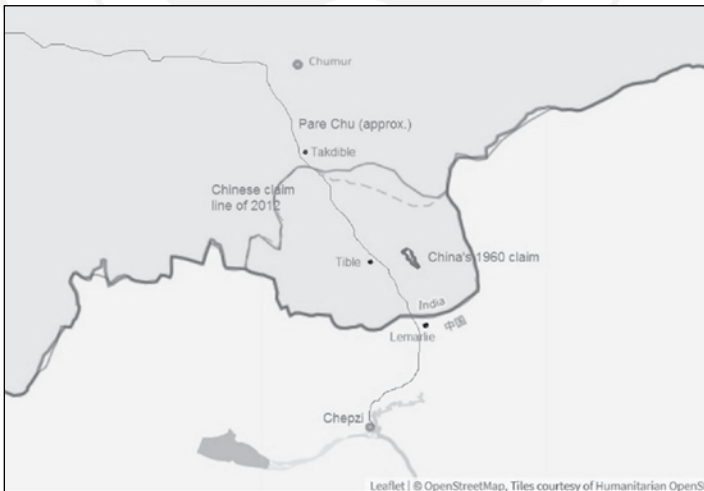 Chumur
Pare Chu (approx.)
Takdible
Chinese claim
line of 2012
China's 1960 claim
Tible
India
中国
Lemarlie
Chepzi
Leaflet | © OpenStreetMap, Tiles courtesy of Humanitarian OpenS